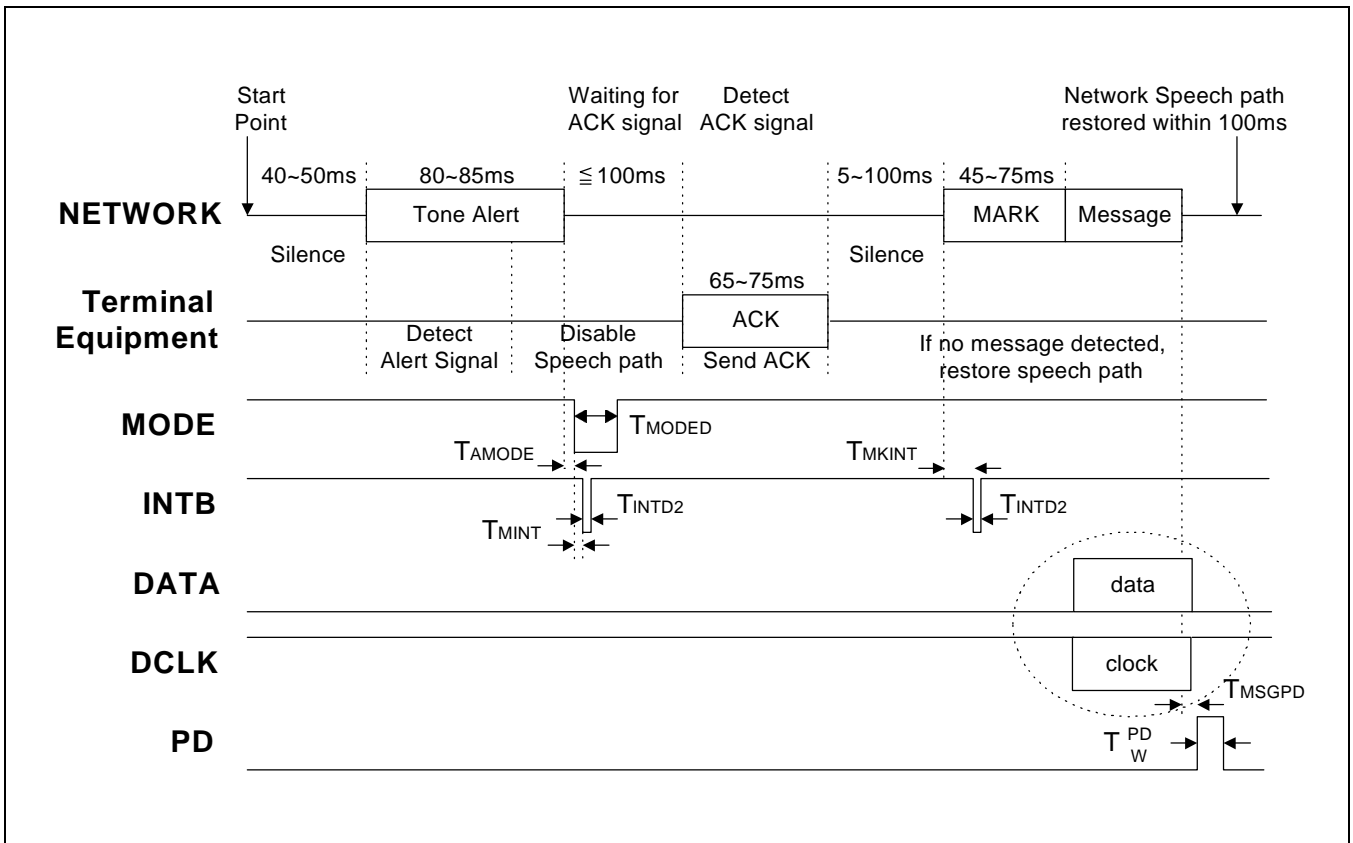 Start
Point
Waiting for
ACK signal
Detect
ACK signal
Network Speech path
restored within 100ms
40~50ms
80~85ms
≦100ms
5~100ms
45~75ms
NETWORK
Tone Alert
MARK
Message
Silence
Silence
65~75ms
Terminal
Equipment
ACK
Detect
Alert Signal
Disable
Speech path
Send ACK
If no message detected,
restore speech path
MODE
TMODED
TAMODE
TMKINT
INTB
TINTD2
TINTD2
TMINT
DATA
data
DCLK
clock
TMSGPD
PD
T PD W